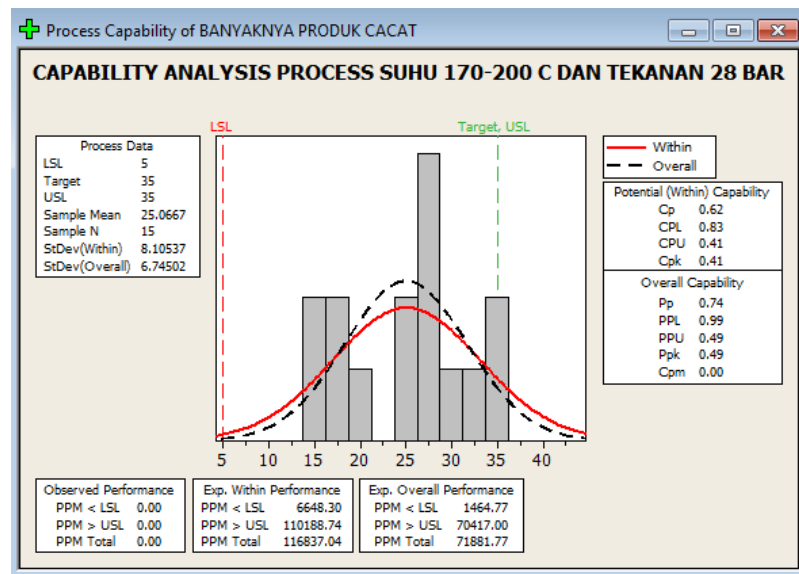 Process Capability of BANYAKNYA PRODUK CACAT
CAPABILITY ANALYSIS PROCESS SUHU 170-200 C DAN TEKANAN 28 BAR
LSL
Target, USL
Process Data
LSL 5
Target 35
USL 35
Sample Mean 25.0667
Sample N 15
StDev(Within) 8.10537
StDev(Overall) 6.74502
Within
Overall
Potential (Within) Capability
Cp 0.62
CPL 0.83
CPU 0.41
Cpk 0.41
Overall Capability
Pp 0.74
PPL 0.99
PPU 0.49
Ppk 0.49
Cpm 0.00
5 10 15 20 25 30 35 40
Observed Performance
PPM < LSL 0.00
PPM > USL 0.00
PPM Total 0.00
Exp. Within Performance
PPM < LSL 6648.30
PPM > USL 110188.74
PPM Total 116837.04
Exp. Overall Performance
PPM < LSL 1464.77
PPM > USL 70417.00
PPM Total 71881.77